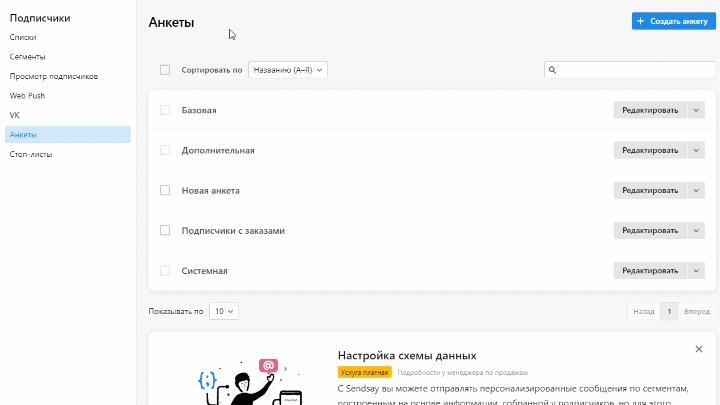 Подписчики
Списки
Сегменты
Просмотр подписчиков
Web Push
VK
Анкеты
Стоп-листы
Анкеты
+ Создать анкету
Сортировать по Названию (А–Я)
Базовая Редактировать
Дополнительная Редактировать
Новая анкета Редактировать
Подписчики с заказами Редактировать
Системная Редактировать
Показывать по 10 Назад 1 Вперед
Настройка схемы данных
Услуга платная Подробности у менеджера по продажам
С Sendsay вы можете отправлять персонализированные сообщения по сегментам,
построенным на основе информации, собранной у подписчиков, но для этого